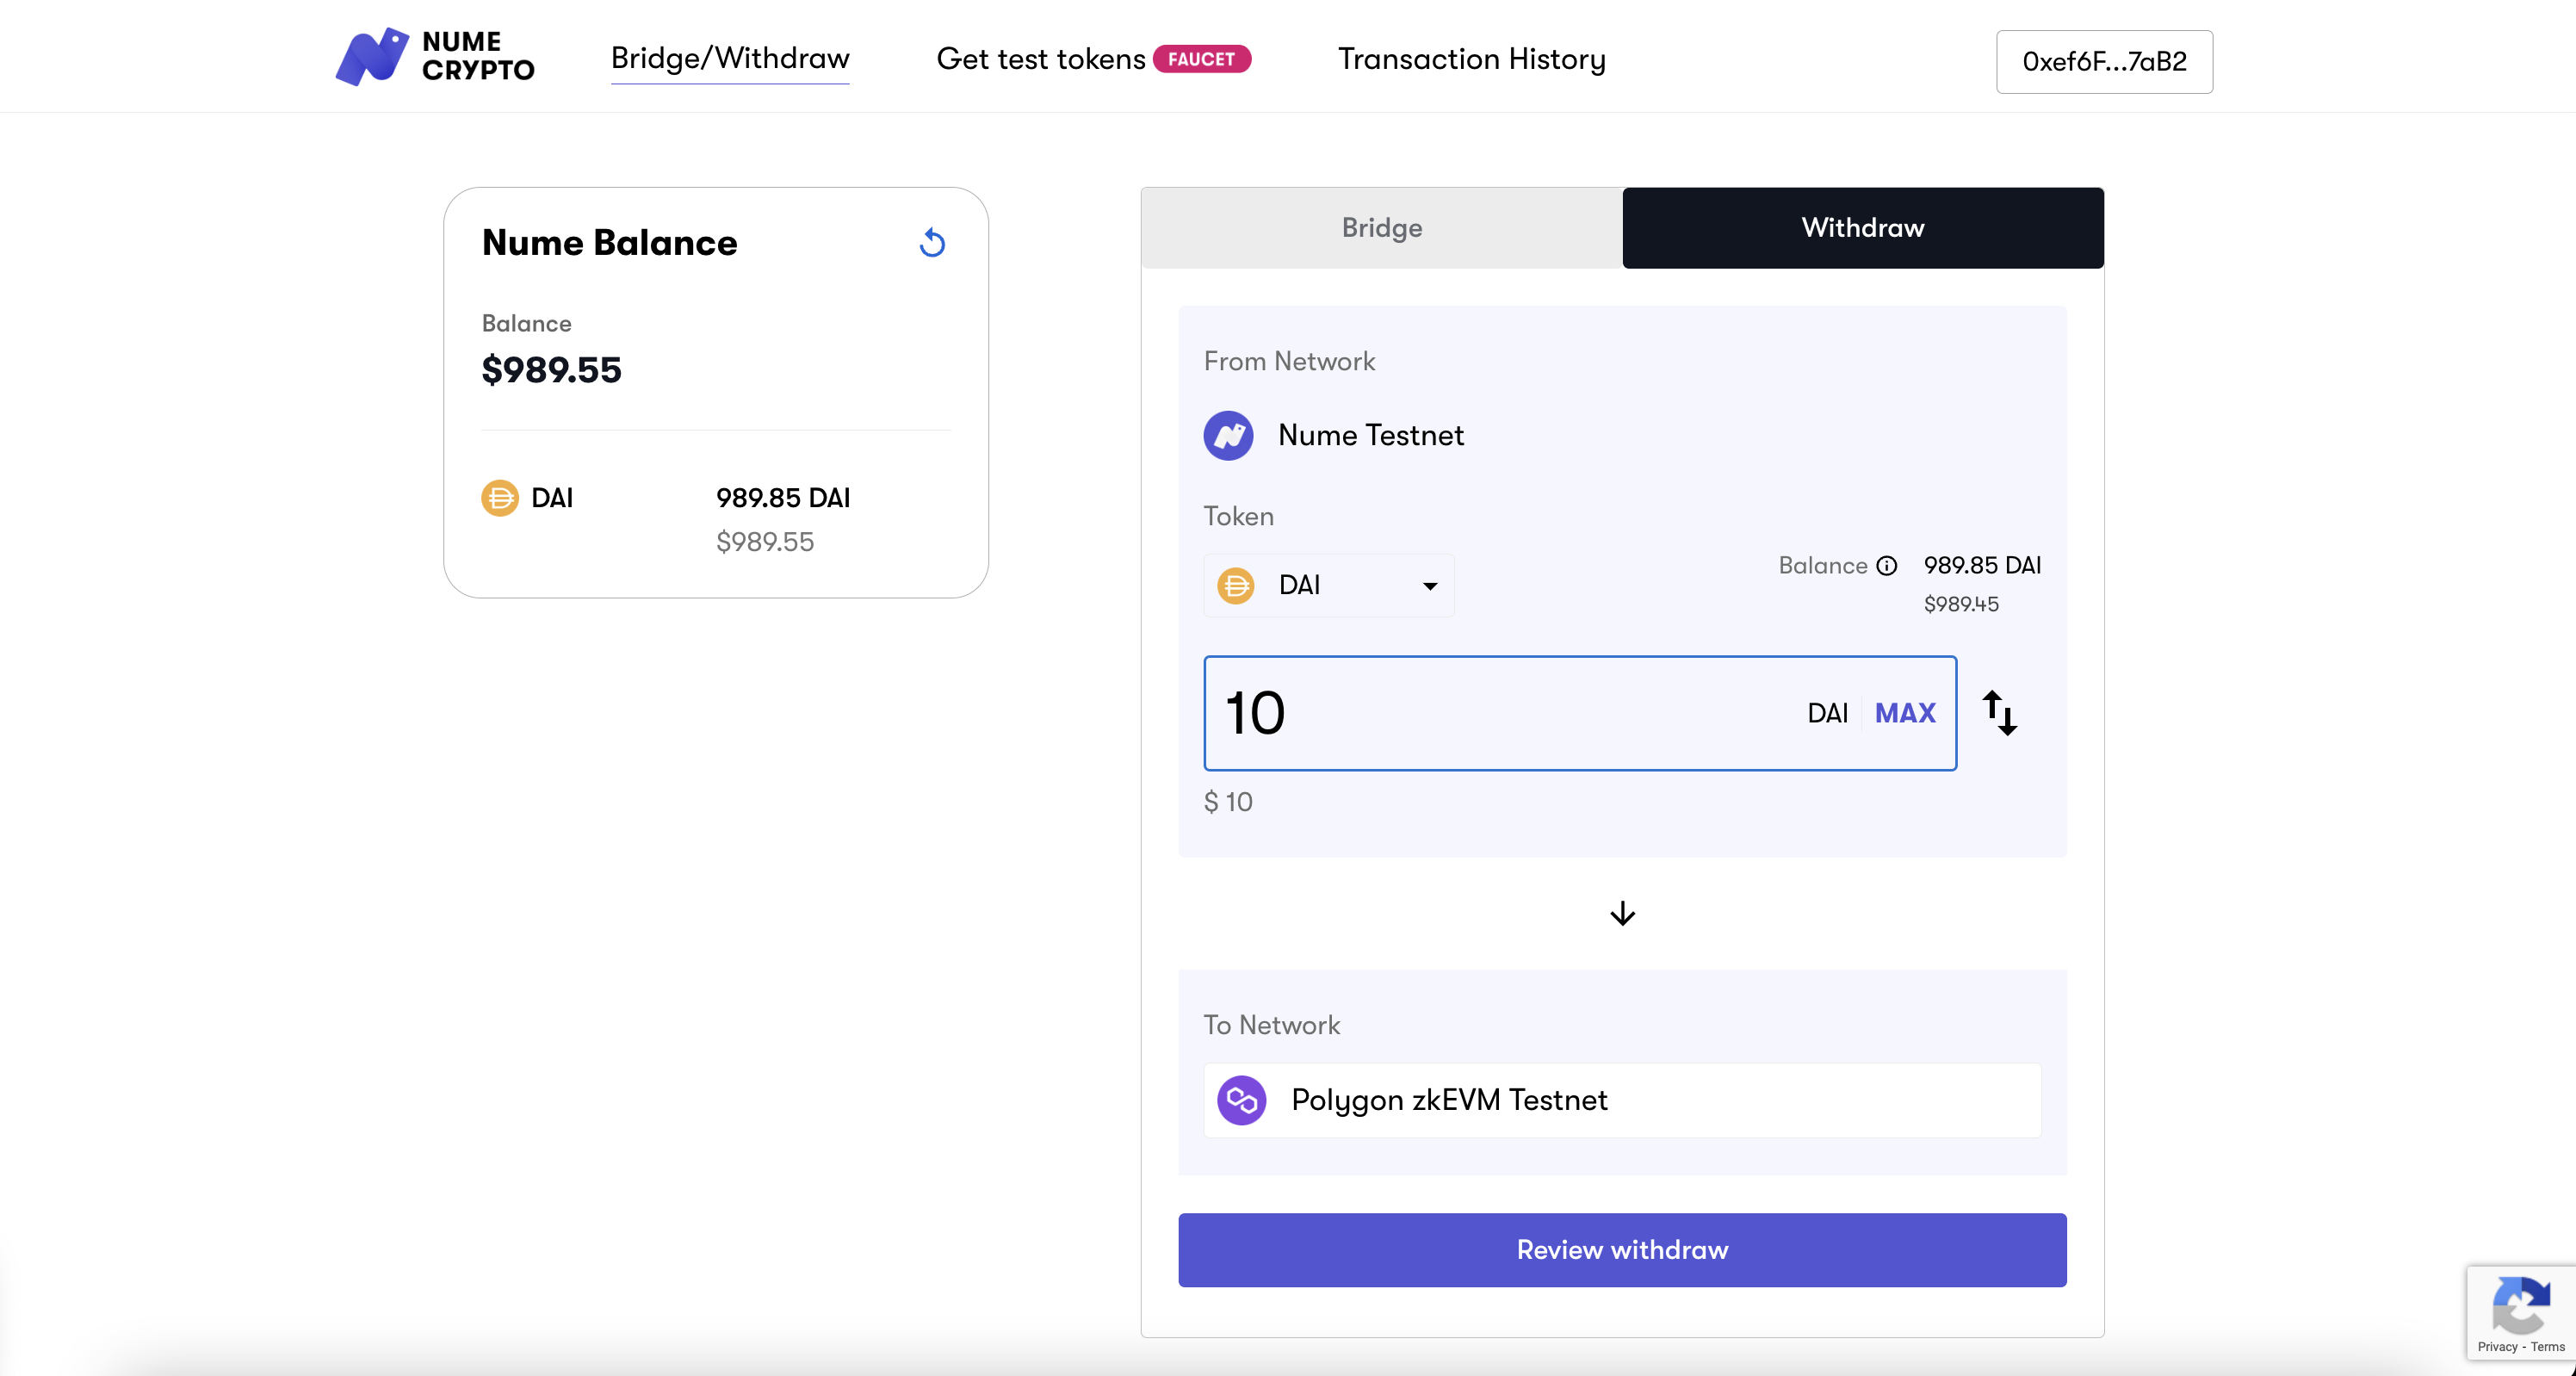 NUME
CRYPTO
Bridge/Withdraw
Get test tokens FAUCET
Transaction History
0xef6F...7aB2
Nume Balance
Balance
$989.55
DAI 989.85 DAI
$989.55
Bridge
Withdraw
From Network
Nume Testnet
Token
DAI
Balance 989.85 DAI
$989.45
10 DAI MAX
$ 10
To Network
Polygon zkEVM Testnet
Review withdraw
Privacy - Terms